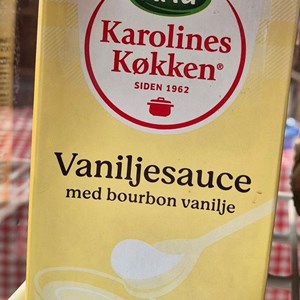 Karolines
Køkken®
SIDEN 1962
Vaniljesauce
med bourbon vanilje